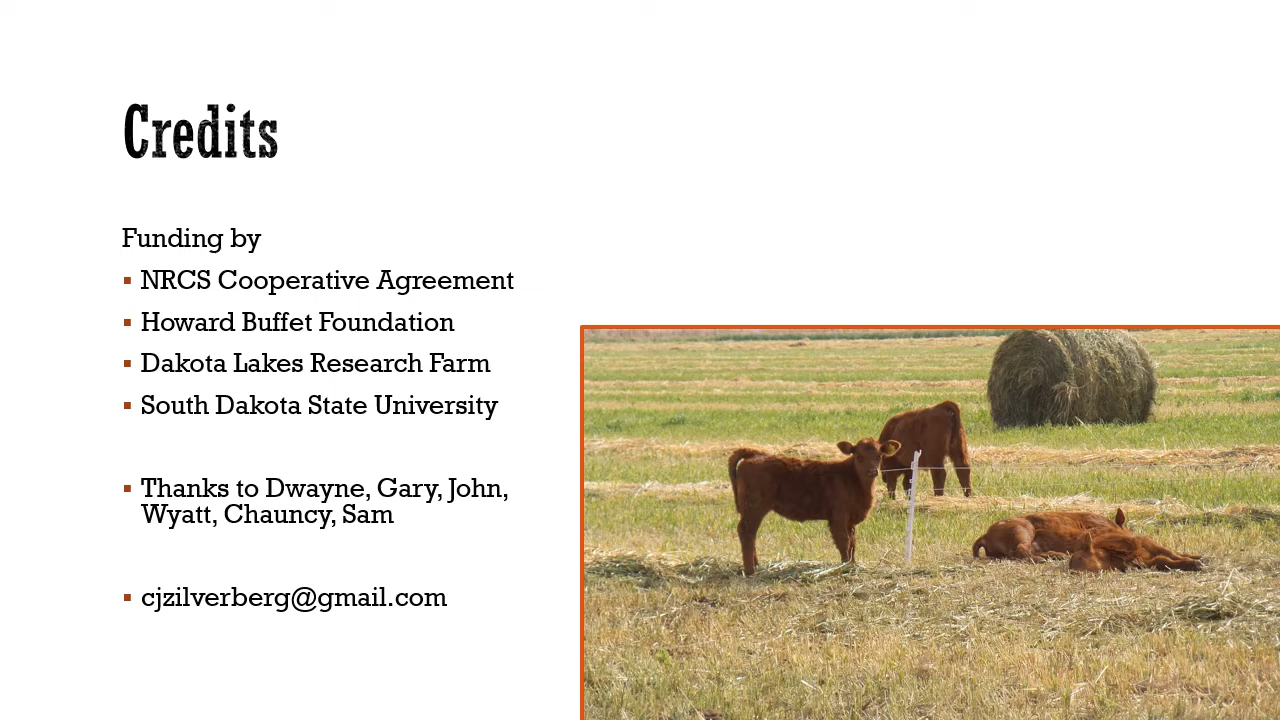 Credits
Funding by
▪ NRCS Cooperative Agreement
▪ Howard Buffet Foundation
▪ Dakota Lakes Research Farm
▪ South Dakota State University
▪ Thanks to Dwayne, Gary, John,
Wyatt, Chauncy, Sam
▪ cjzilverberg@gmail.com